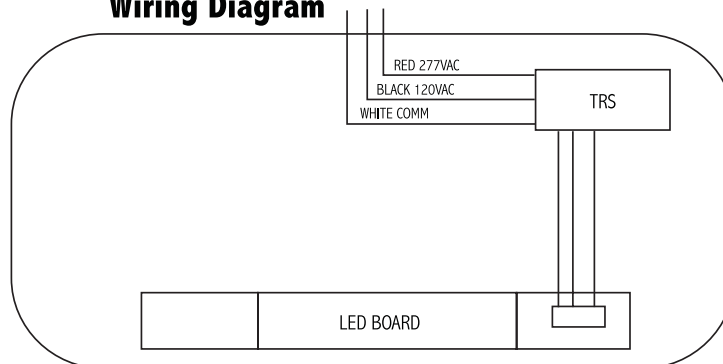 Wiring Diagram
RED 277VAC
BLACK 120VAC
TRS
WHITE COMM
LED BOARD